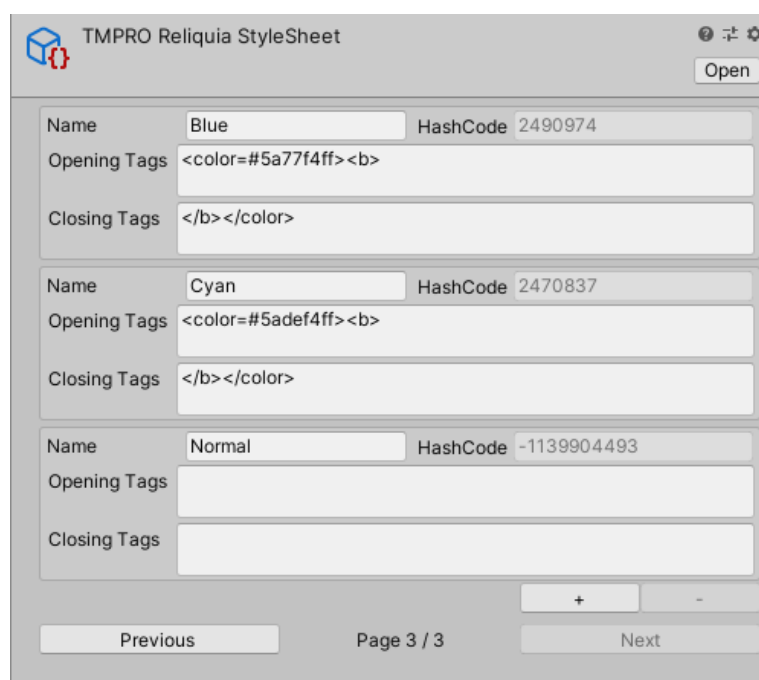 TMPRO Reliquia StyleSheet
Open
Name Blue HashCode 2490974
Opening Tags <color=#5a77f4ff><b>
Closing Tags </b></color>
Name Cyan HashCode 2470837
Opening Tags <color=#5adef4ff><b>
Closing Tags </b></color>
Name Normal HashCode -1139904493
Opening Tags
Closing Tags
+ -
Previous Page 3 / 3 Next